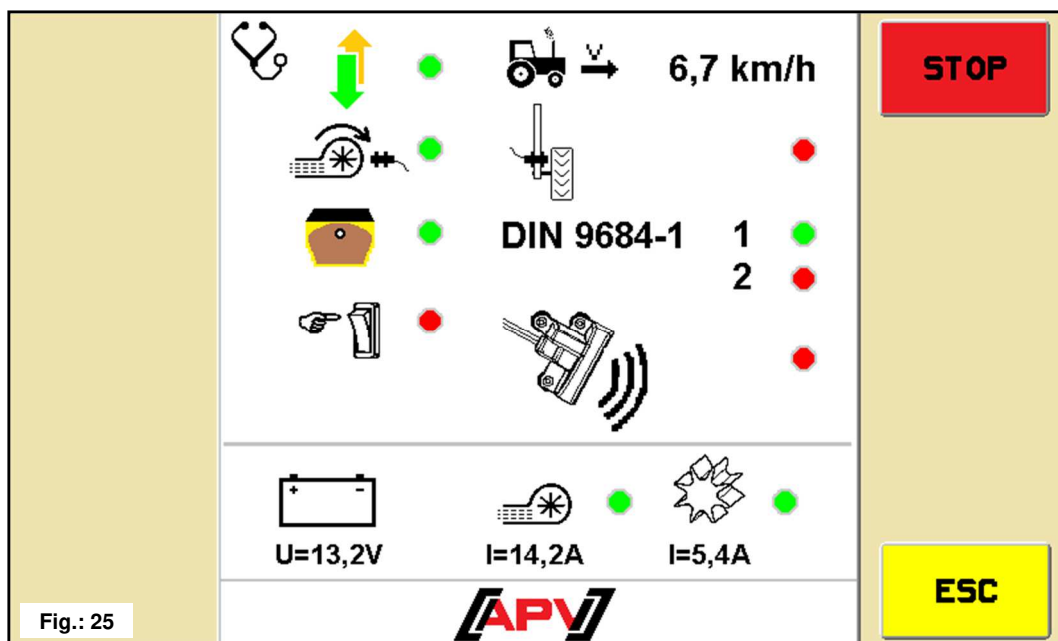 STOP
V
6,7 km/h
DIN 9684-1 1
2
+ -
U=13,2V I=14,2A I=5,4A
APV
ESC
Fig.: 25